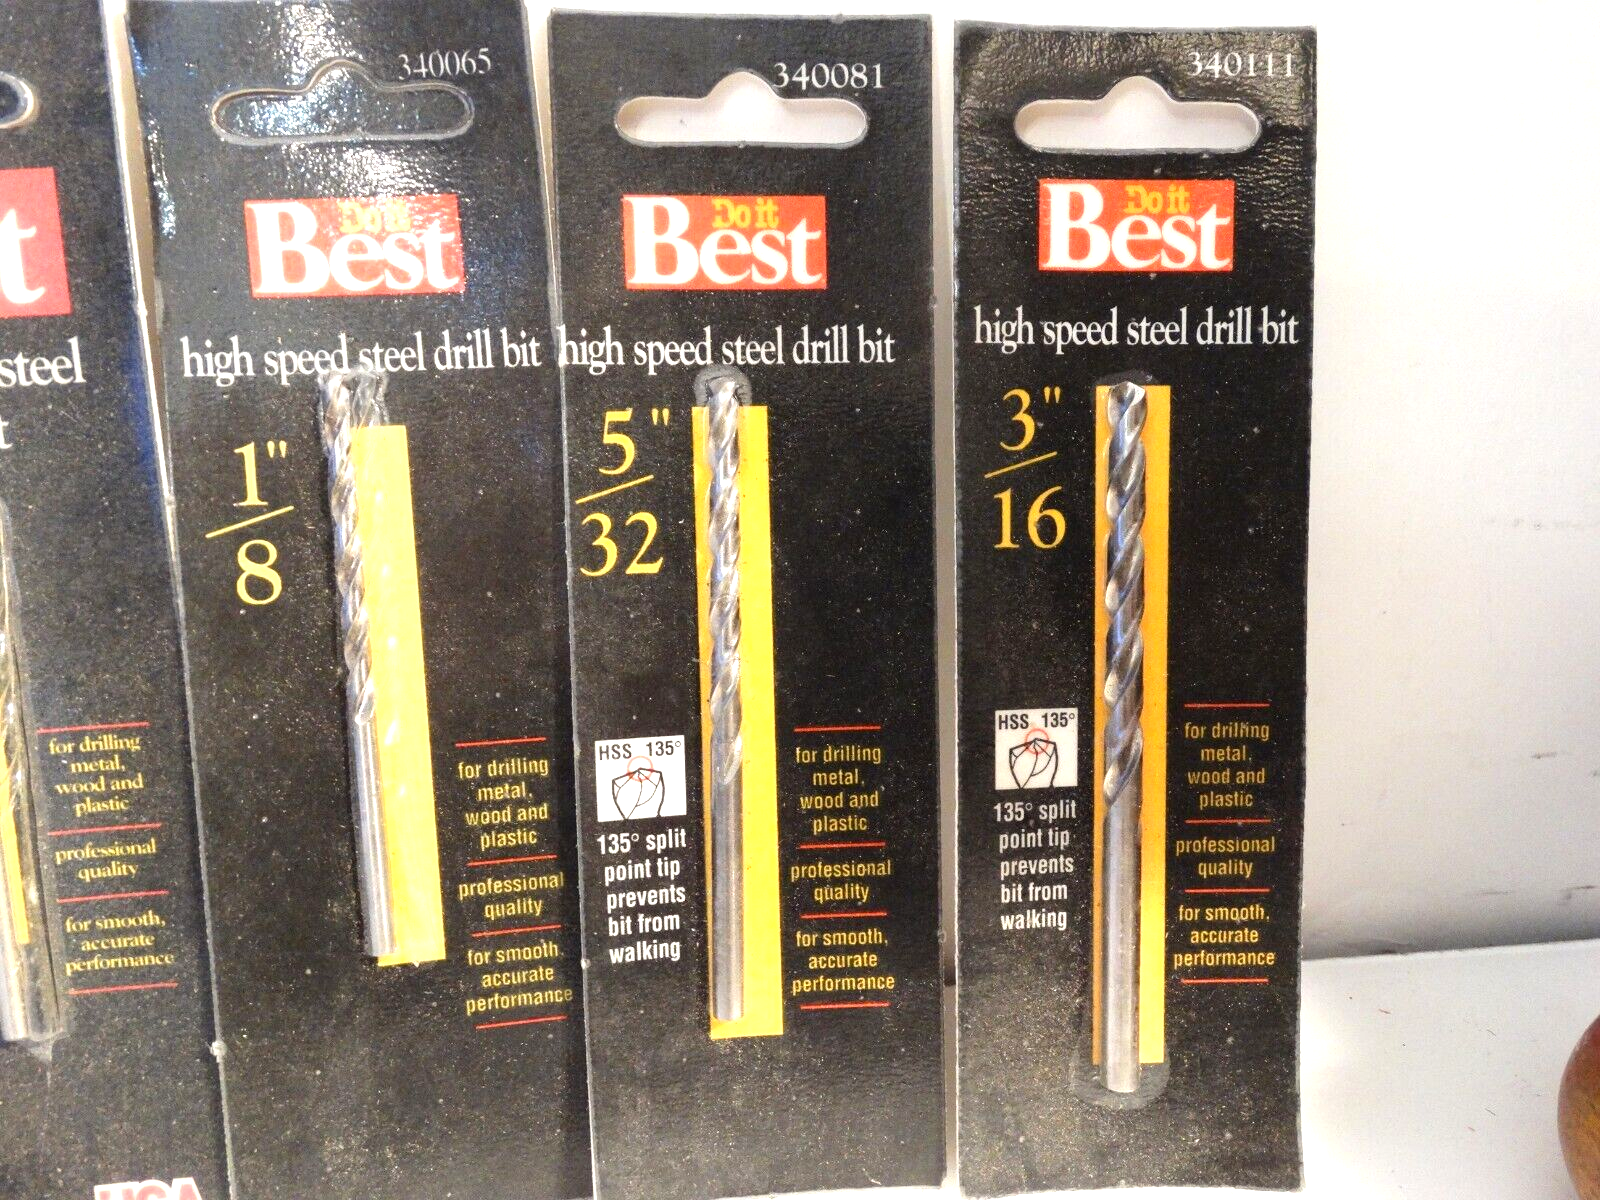 t
steel
t
for drilling
metal,
wood and
plastic
professional
quality
for smooth,
accurate
performance
USA
340065
Do it
Best
high speed steel drill bit
1"
8
for drilling
metal,
wood and
plastic
professional
quality
for smooth,
accurate
performance
340081
Do it
Best
high speed steel drill bit
5"
32
HSS 135°
135° split
point tip
prevents
bit from
walking
for drilling
metal,
wood and
plastic
professional
quality
for smooth,
accurate
performance
340111
Do it
Best
high speed steel drill bit
3"
16
HSS 135°
135° split
point tip
prevents
bit from
walking
for drilling
metal,
wood and
plastic
professional
quality
for smooth,
accurate
performance